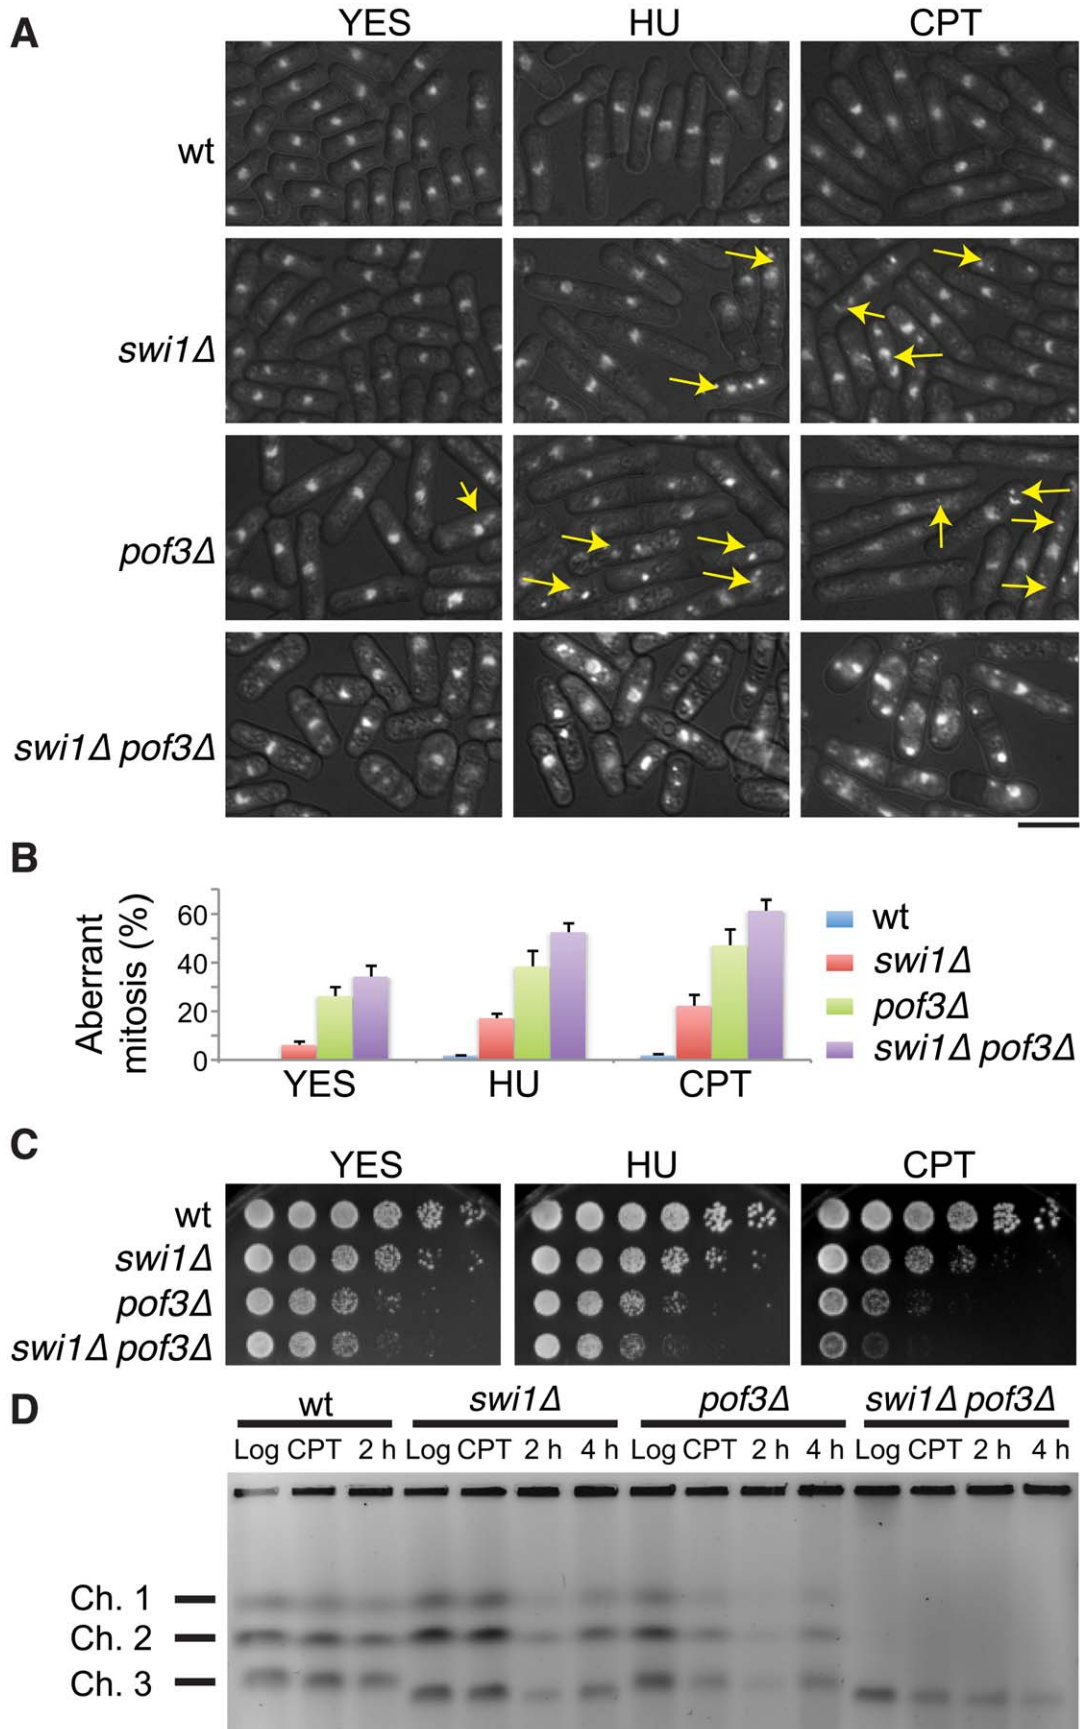 A
YES HU CPT
wt
swi1Δ
pof3Δ
swi1Δ pof3Δ
B
Aberrant
mitosis (%)
60
40
20
0
YES HU CPT
wt
swi1Δ
pof3Δ
swi1Δ pof3Δ
C
YES HU CPT
wt
swi1Δ
pof3Δ
swi1Δ pof3Δ
D
wt swi1Δ pof3Δ swi1Δ pof3Δ
Log CPT 2 h Log CPT 2 h 4 h Log CPT 2 h 4 h Log CPT 2 h 4 h
Ch. 1
Ch. 2
Ch. 3